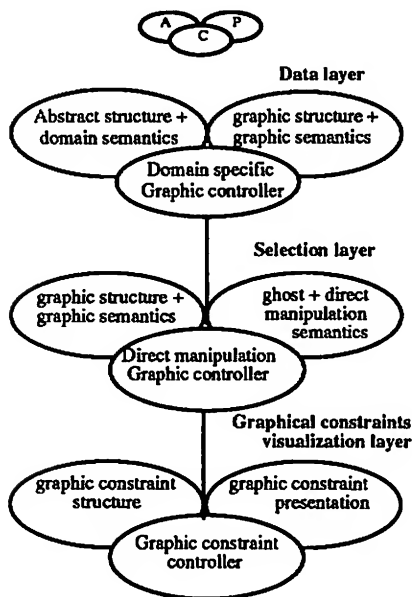 A P
C
Data layer
Abstract structure +
domain semantics
graphic structure +
graphic semantics
Domain specific
Graphic controller
Selection layer
graphic structure +
graphic semantics
ghost + direct
manipulation
semantics
Direct manipulation
Graphic controller
Graphical constraints
visualization layer
graphic constraint
structure
graphic constraint
presentation
Graphic constraint
controller